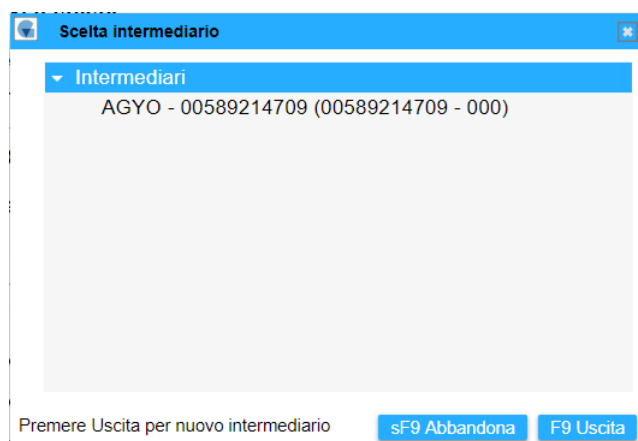 Scelta intermediario
Intermediari
AGYO - 00589214709 (00589214709 - 000)
Premere Uscita per nuovo intermediario
sF9 Abbandona
F9 Uscita